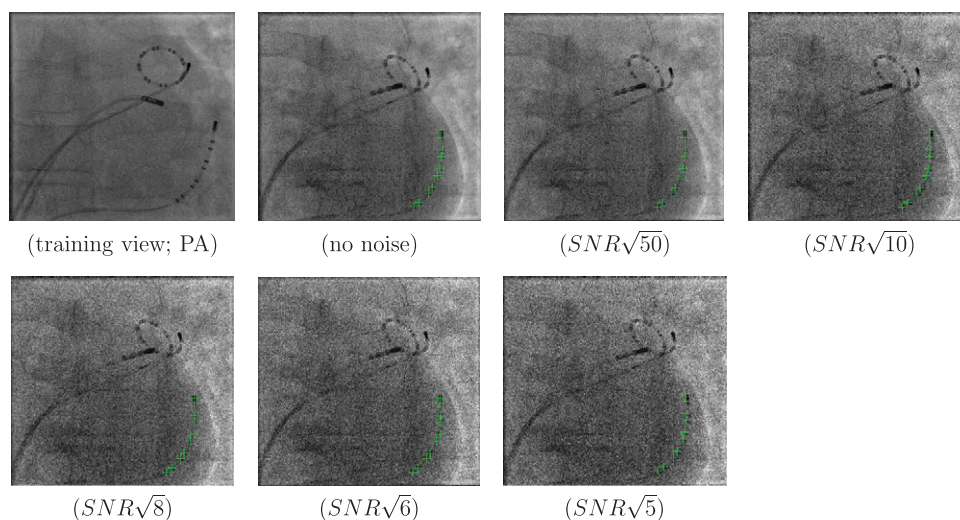 (training view; PA)
(no noise)
(SNR√50)
(SNR√10)
(SNR√8)
(SNR√6)
(SNR√5)